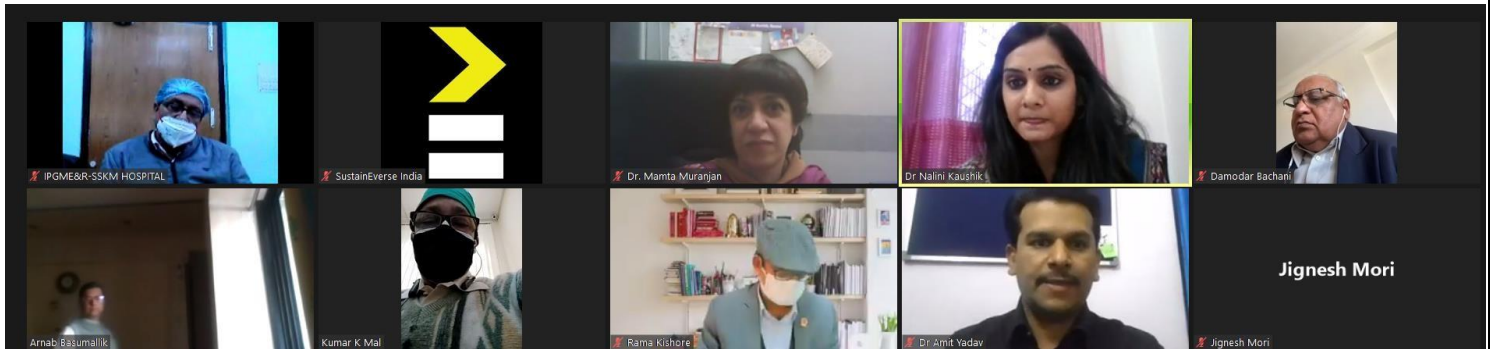 IPGME&R-SSKM HOSPITAL
SustainEverse India
Dr. Mamta Muranjan
Dr Nalini Kaushik
Damodar Bachani
Jignesh Mori
Arnab Basumallik
Kumar K Mal
Rama Kishore
Dr Amit Yadav
Jignesh Mori